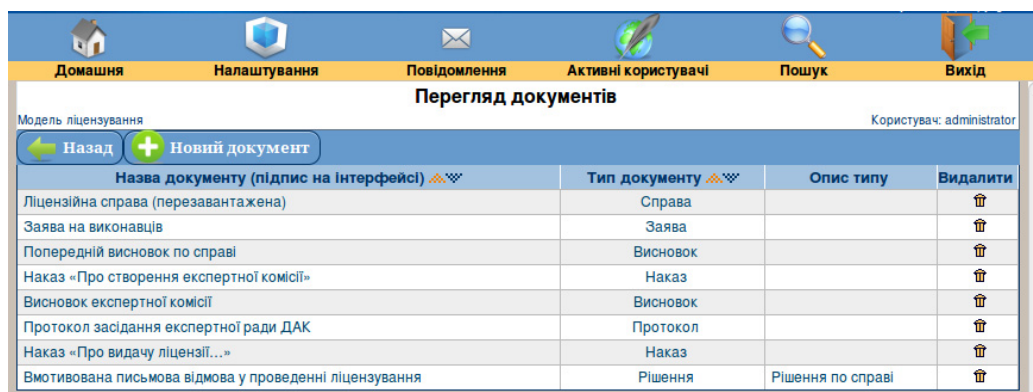 Домашня Налаштування Повідомлення Активні користувачі Пошук Вихід
Перегляд документів
Модель ліцензування Користувач: administrator
Назад Новий документ
Назва документу (підпис на інтерфейсі) Тип документу Опис типу Видалити
Ліцензійна справа (перезавантажена) Справа
Заява на виконавців Заява
Попередній висновок по справі Висновок
Наказ «Про створення експертної комісії» Наказ
Висновок експертної комісії Висновок
Протокол засідання експертної ради ДАК Протокол
Наказ «Про видачу ліцензії...» Наказ
Вмотивована письмова відмова у проведенні ліцензування Рішення Рішення по справі